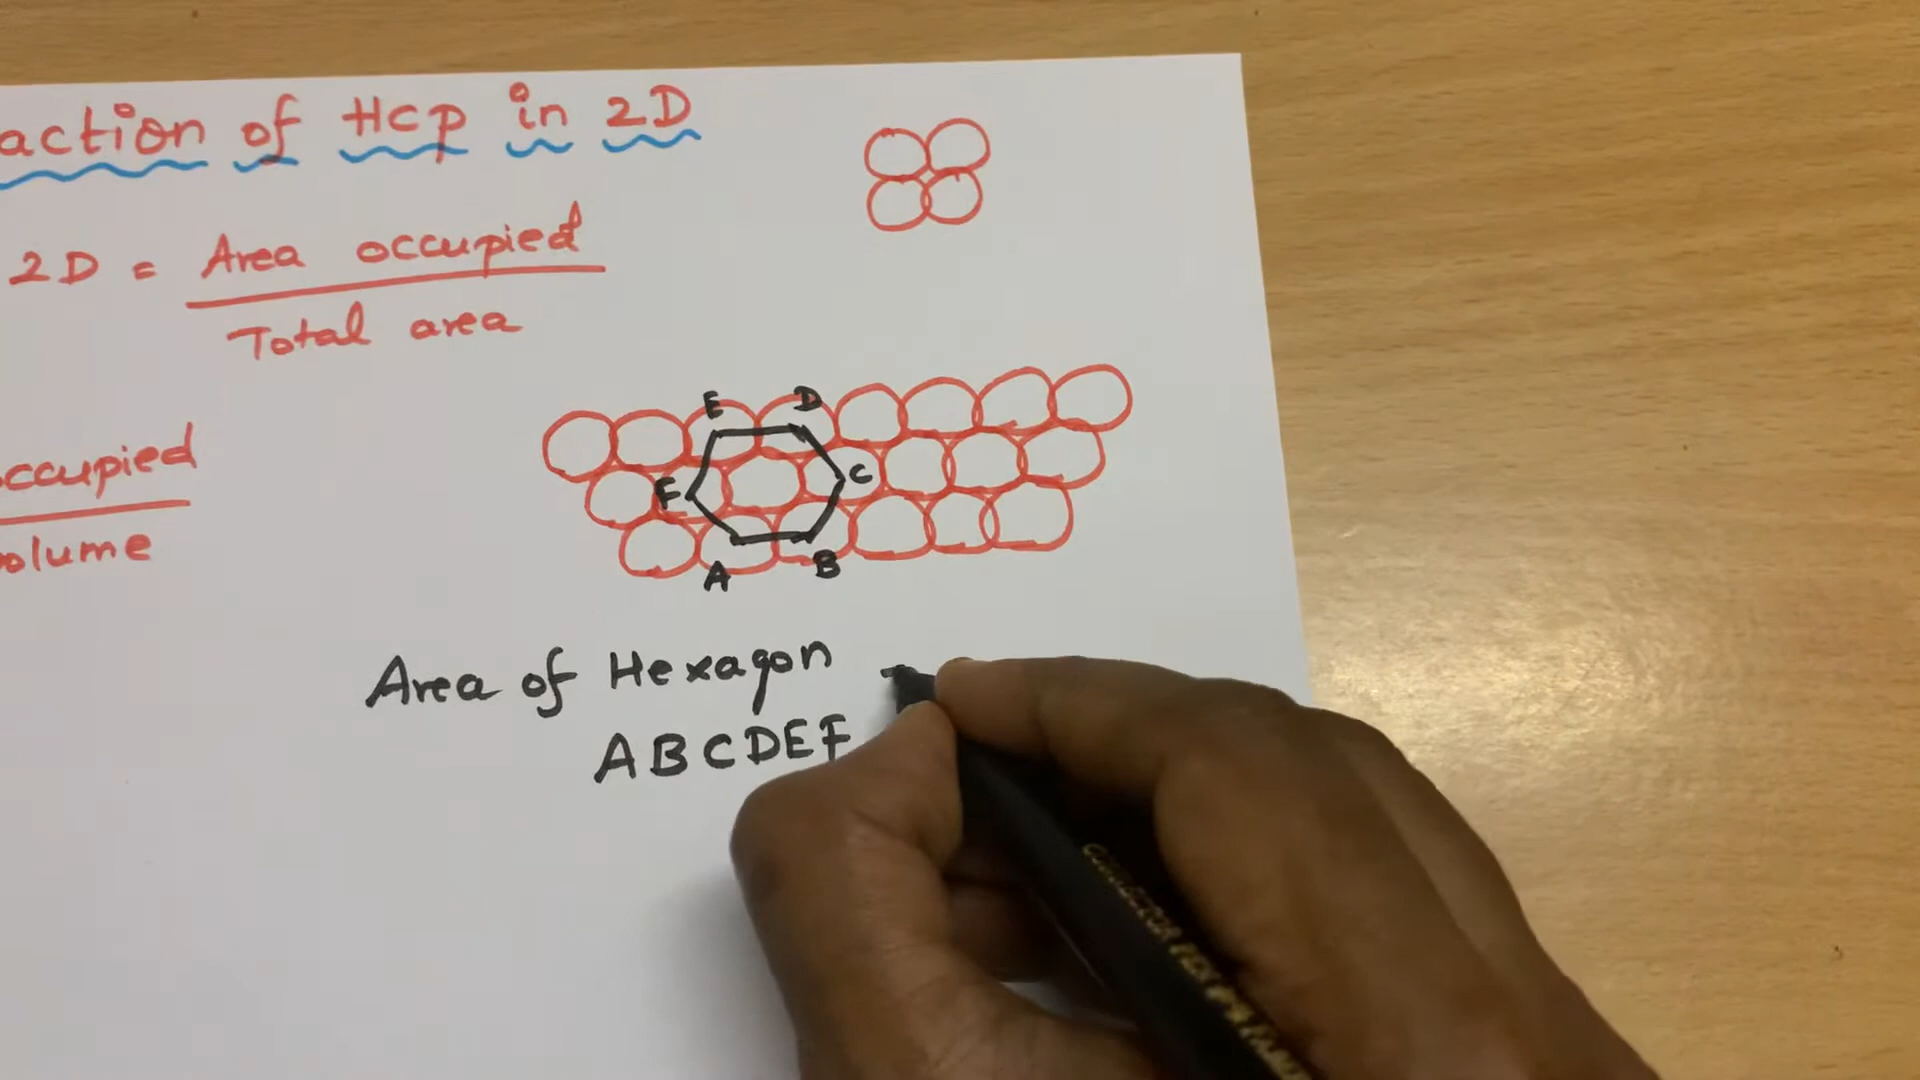 action of Hcp in 2D
2D = Area occupied
Total area
ccupied
olume
E D
F C
A B
Area of Hexagon
ABCDEF